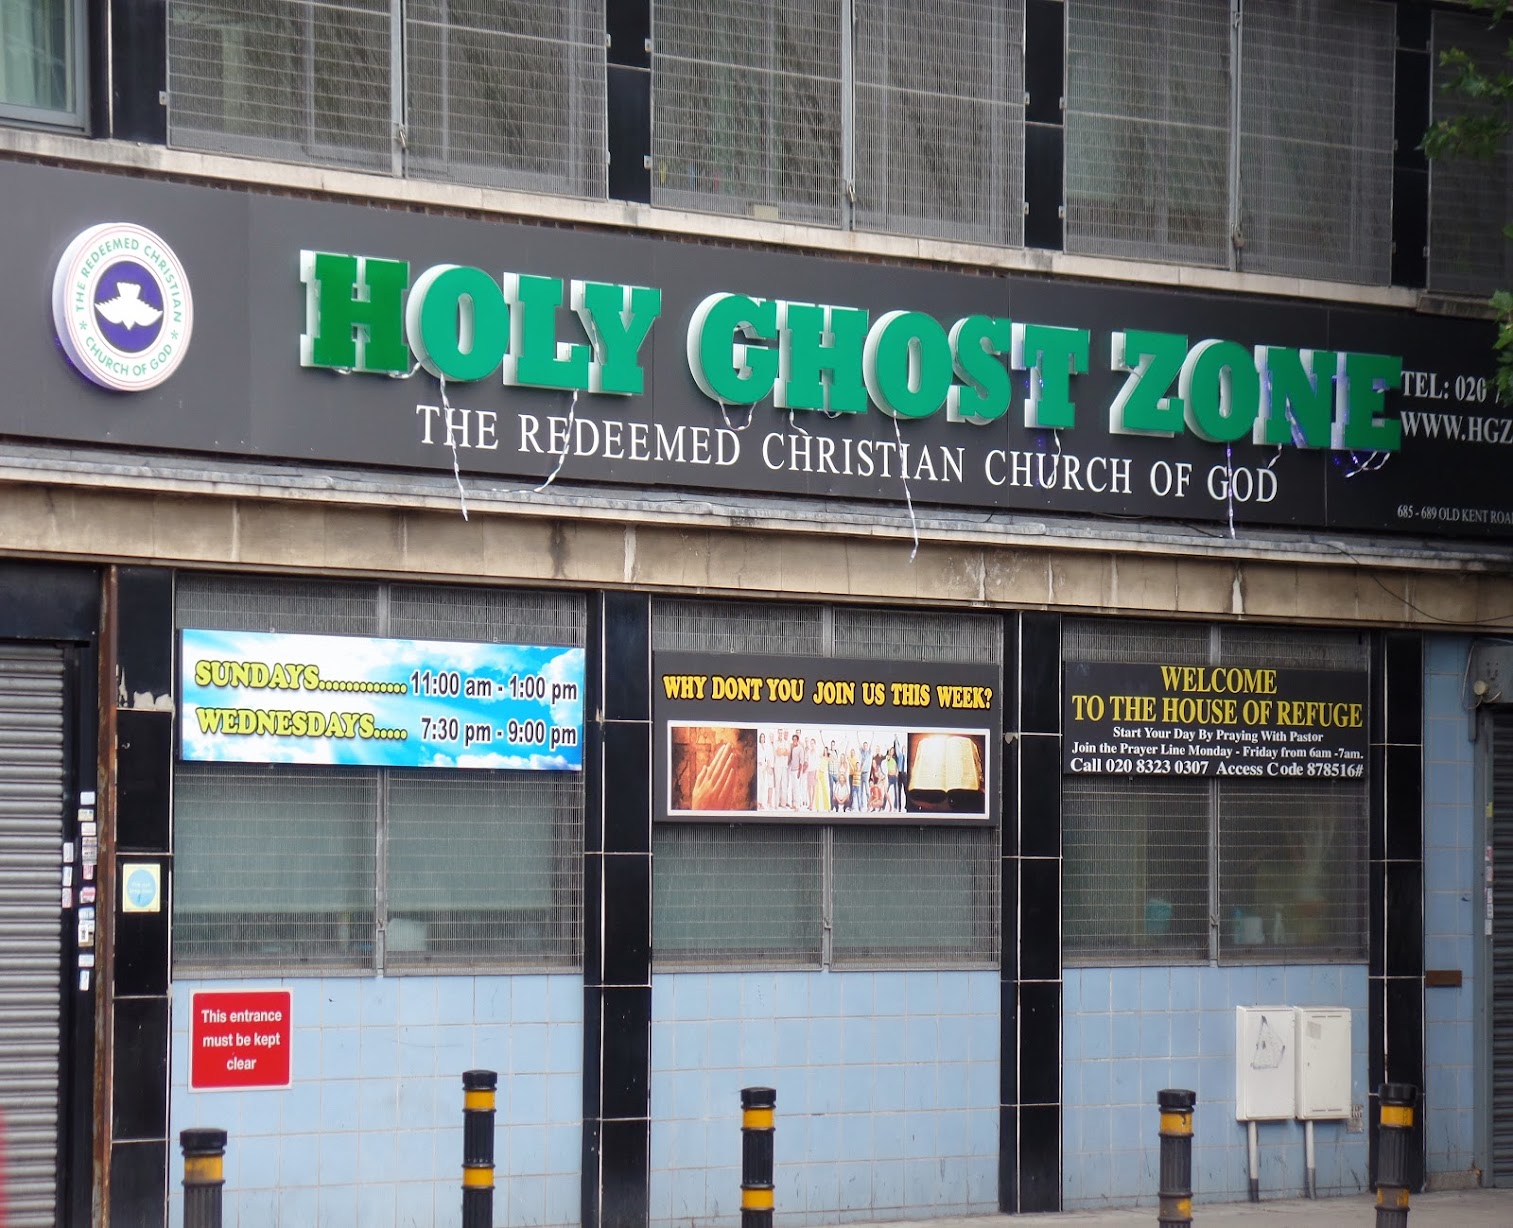 THE REDEEMED CHRISTIAN
CHURCH OF GOD
HOLY GHOST ZONE
THE REDEEMED CHRISTIAN CHURCH OF GOD
TEL: 020
WWW.HGZ
685 - 689 OLD KENT ROA
SUNDAYS............. 11:00 am - 1:00 pm
WEDNESDAYS..... 7:30 pm - 9:00 pm
WHY DONT YOU JOIN US THIS WEEK?
WELCOME
TO THE HOUSE OF REFUGE
Start Your Day By Praying With Pastor
Join the Prayer Line Monday - Friday from 6am -7am.
Call 020 8323 0307 Access Code 878516#
This entrance
must be kept
clear